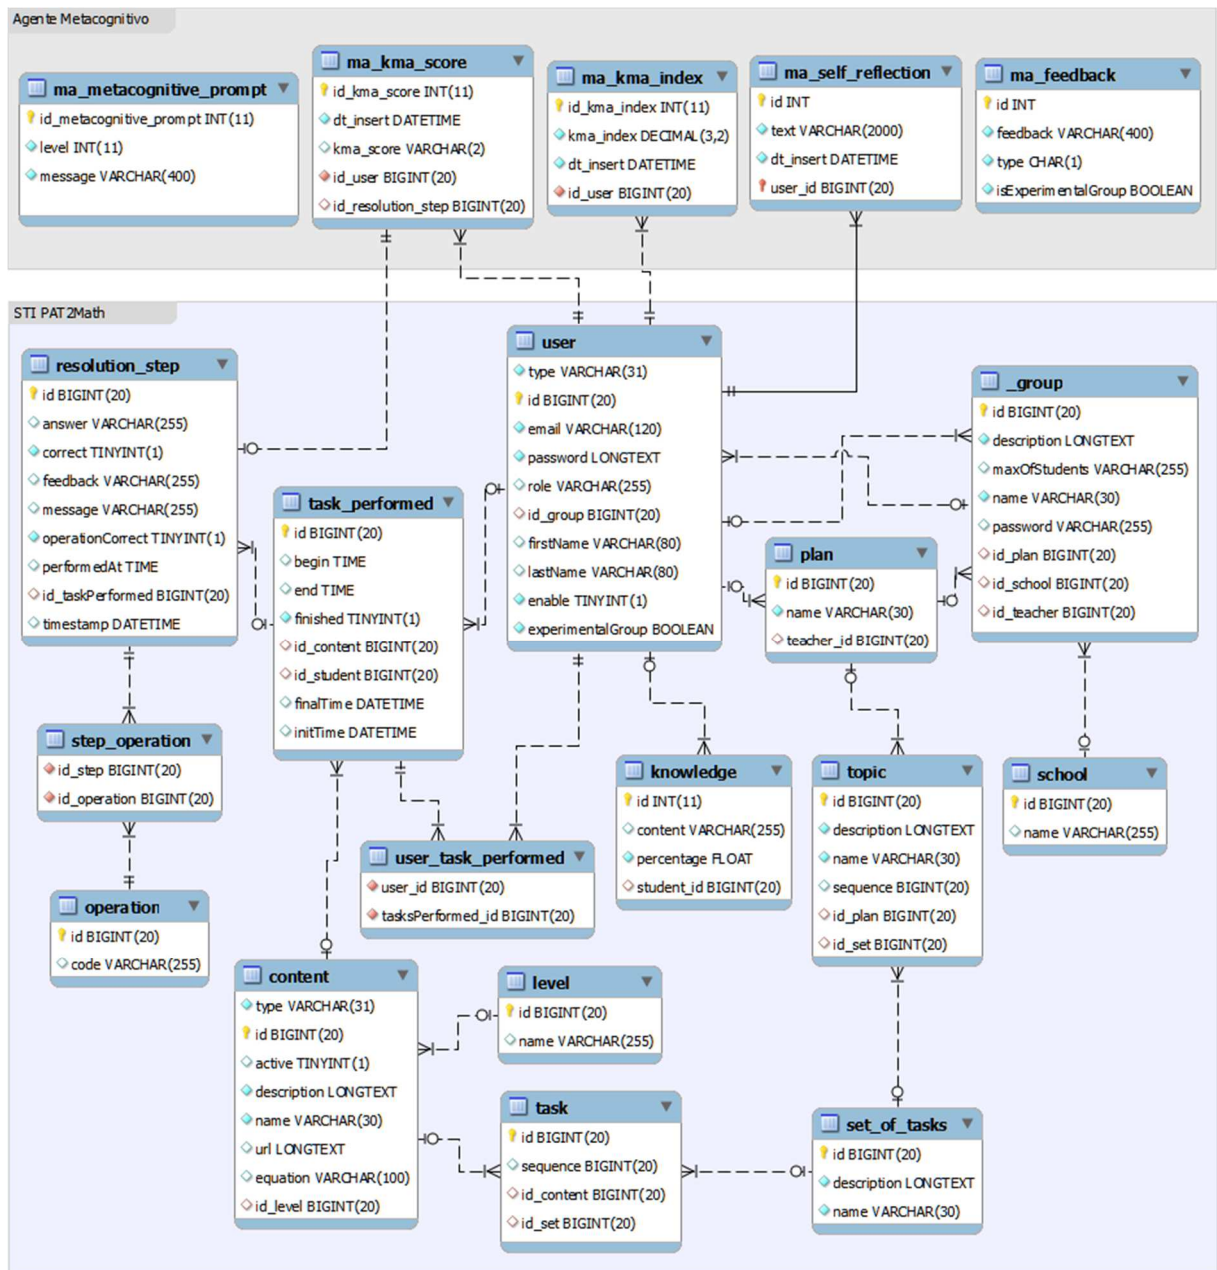 Agente Metacognitivo
ma_metacognitive_prompt
id_metacognitive_prompt INT(11)
level INT(11)
message VARCHAR(400)
ma_kma_score
id_kma_score INT(11)
dt_insert DATETIME
kma_score VARCHAR(2)
id_user BIGINT(20)
id_resolution_step BIGINT(20)
ma_kma_index
id_kma_index INT(11)
kma_index DECIMAL(3,2)
dt_insert DATETIME
id_user BIGINT(20)
ma_self_reflection
id INT
text VARCHAR(2000)
dt_insert DATETIME
user_id BIGINT(20)
ma_feedback
id INT
feedback VARCHAR(400)
type CHAR(1)
isExperimentalGroup BOOLEAN
STI PAT2Math
resolution_step
id BIGINT(20)
answer VARCHAR(255)
correct TINYINT(1)
feedback VARCHAR(255)
message VARCHAR(255)
operationCorrect TINYINT(1)
performedAt TIME
id_taskPerformed BIGINT(20)
timestamp DATETIME
task_performed
id BIGINT(20)
begin TIME
end TIME
finished TINYINT(1)
id_content BIGINT(20)
id_student BIGINT(20)
finalTime DATETIME
initTime DATETIME
user
type VARCHAR(31)
id BIGINT(20)
email VARCHAR(120)
password LONGTEXT
role VARCHAR(255)
id_group BIGINT(20)
firstName VARCHAR(80)
lastName VARCHAR(80)
enable TINYINT(1)
experimentalGroup BOOLEAN
plan
id BIGINT(20)
name VARCHAR(30)
teacher_id BIGINT(20)
_group
id BIGINT(20)
description LONGTEXT
maxOfStudents VARCHAR(255)
name VARCHAR(30)
password VARCHAR(255)
id_plan BIGINT(20)
id_school BIGINT(20)
id_teacher BIGINT(20)
step_operation
id_step BIGINT(20)
id_operation BIGINT(20)
operation
id BIGINT(20)
code VARCHAR(255)
user_task_performed
user_id BIGINT(20)
tasksPerformed_id BIGINT(20)
knowledge
id INT(11)
content VARCHAR(255)
percentage FLOAT
student_id BIGINT(20)
topic
id BIGINT(20)
description LONGTEXT
name VARCHAR(30)
sequence BIGINT(20)
id_plan BIGINT(20)
id_set BIGINT(20)
school
id BIGINT(20)
name VARCHAR(255)
content
type VARCHAR(31)
id BIGINT(20)
active TINYINT(1)
description LONGTEXT
name VARCHAR(30)
url LONGTEXT
equation VARCHAR(100)
id_level BIGINT(20)
level
id BIGINT(20)
name VARCHAR(255)
task
id BIGINT(20)
sequence BIGINT(20)
id_content BIGINT(20)
id_set BIGINT(20)
set_of_tasks
id BIGINT(20)
description LONGTEXT
name VARCHAR(30)